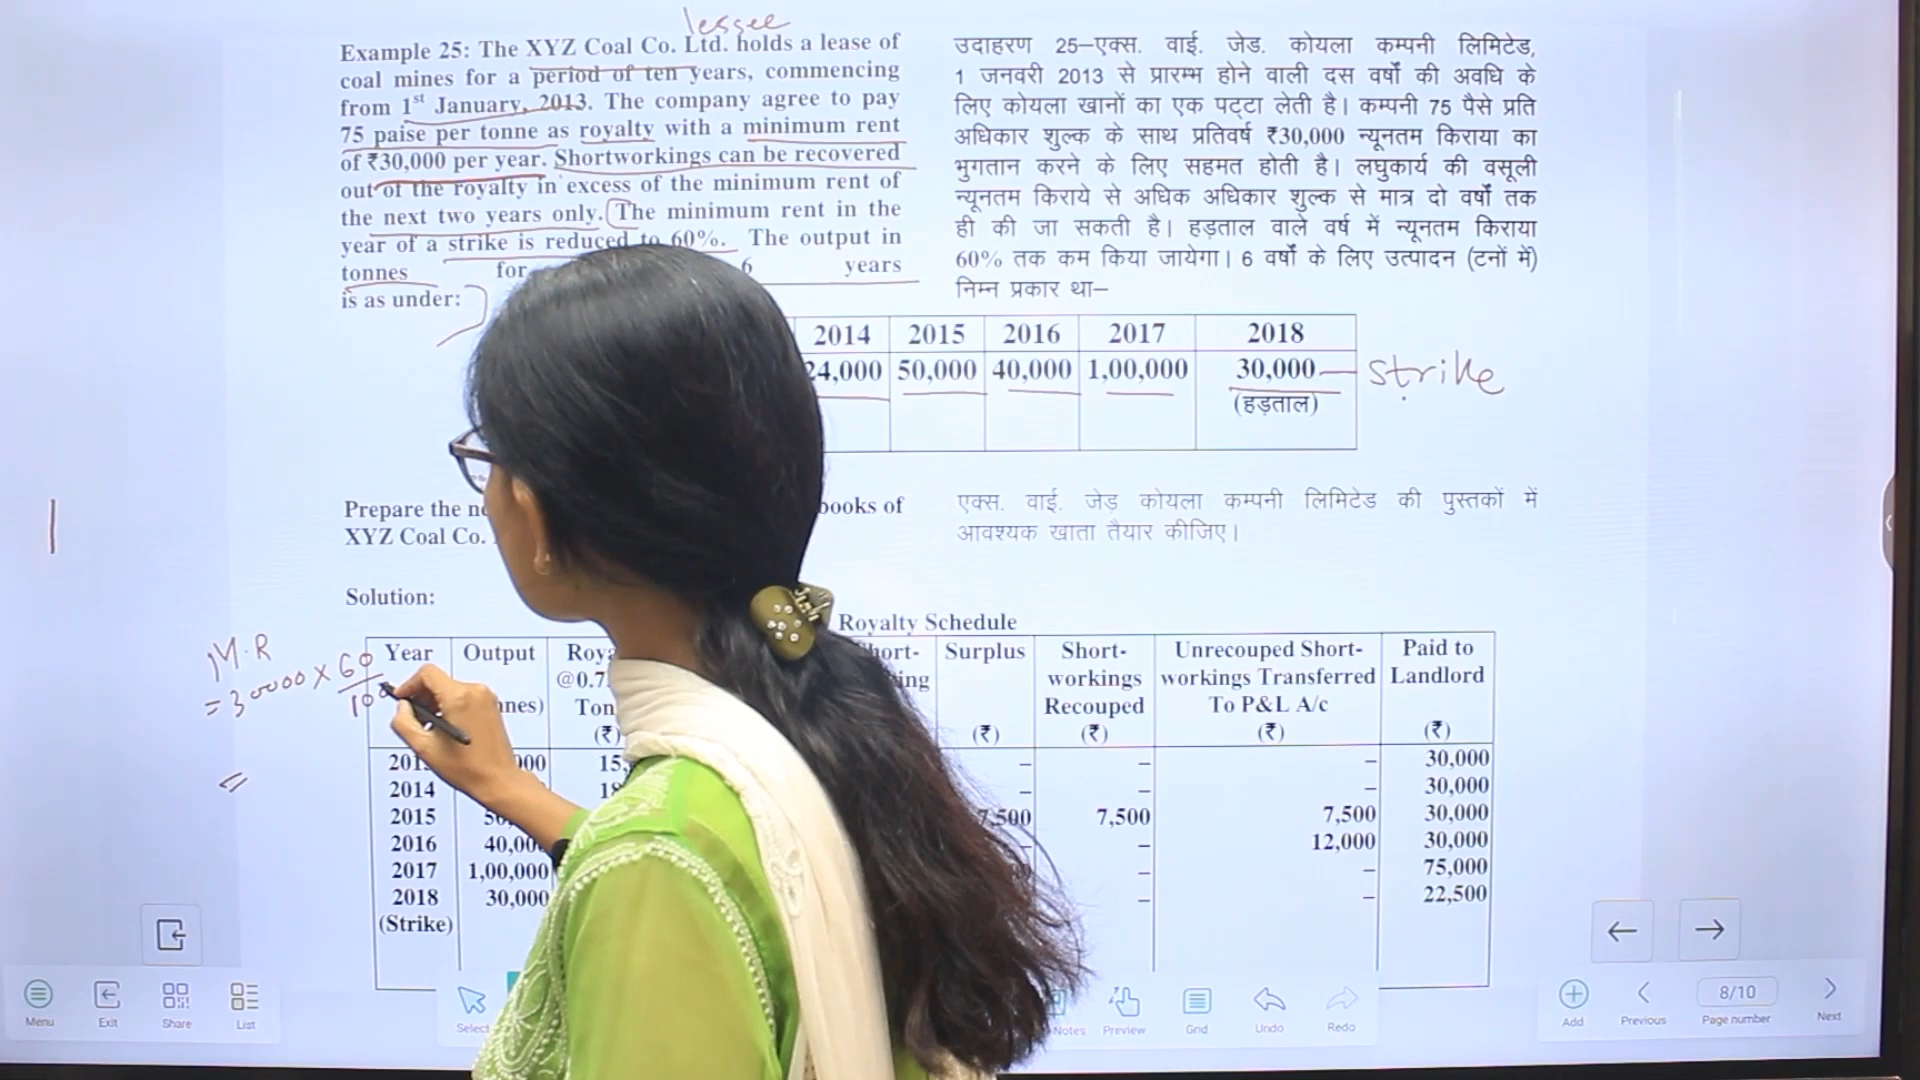 lessee
Example 25: The XYZ Coal Co. Ltd. holds a lease of
coal mines for a period of ten years, commencing
from 1st January, 2013. The company agree to pay
75 paise per tonne as royalty with a minimum rent
of ₹30,000 per year. Shortworkings can be recovered
out of the royalty in excess of the minimum rent of
the next two years only. The minimum rent in the
year of a strike is reduced to 60%. The output in
tonnes for 6 years
is as under:
उदाहरण 25–एक्स. वाई. जेड. कोयला कम्पनी लिमिटेड,
1 जनवरी 2013 से प्रारम्भ होने वाली दस वर्षों की अवधि के
लिए कोयला खानों का एक पट्टा लेती है। कम्पनी 75 पैसे प्रति
अधिकार शुल्क के साथ प्रतिवर्ष ₹30,000 न्यूनतम किराया का
भुगतान करने के लिए सहमत होती है। लघुकार्य की वसूली
न्यूनतम किराये से अधिक अधिकार शुल्क से मात्र दो वर्षों तक
ही की जा सकती है। हड़ताल वाले वर्ष में न्यूनतम किराया
60% तक कम किया जायेगा। 6 वर्षों के लिए उत्पादन (टनों में)
निम्न प्रकार था–
2014 2015 2016 2017 2018
24,000 50,000 40,000 1,00,000 30,000 strike
(हड़ताल)
Prepare the books of
XYZ Coal Co.
एक्स. वाई. जेड़ कोयला कम्पनी लिमिटेड की पुस्तकों में
आवश्यक खाता तैयार कीजिए।
Solution:
Royalty Schedule
M.R
= 30000 × 60
100
=
Year Output Surplus Short- Unrecouped Short- Paid to
workings workings Transferred Landlord
Recouped To P&L A/c
(₹) (₹) (₹) (₹) (₹)
– – – 30,000
2014 – – – 30,000
2015 7,500 7,500 7,500 30,000
2016 40,000 – – 12,000 30,000
2017 1,00,000 – – 75,000
2018 30,000 – – 22,500
(Strike)
Menu Exit Share List Select Notes Preview Grid Undo Redo Add Previous 8/10 Page number Next